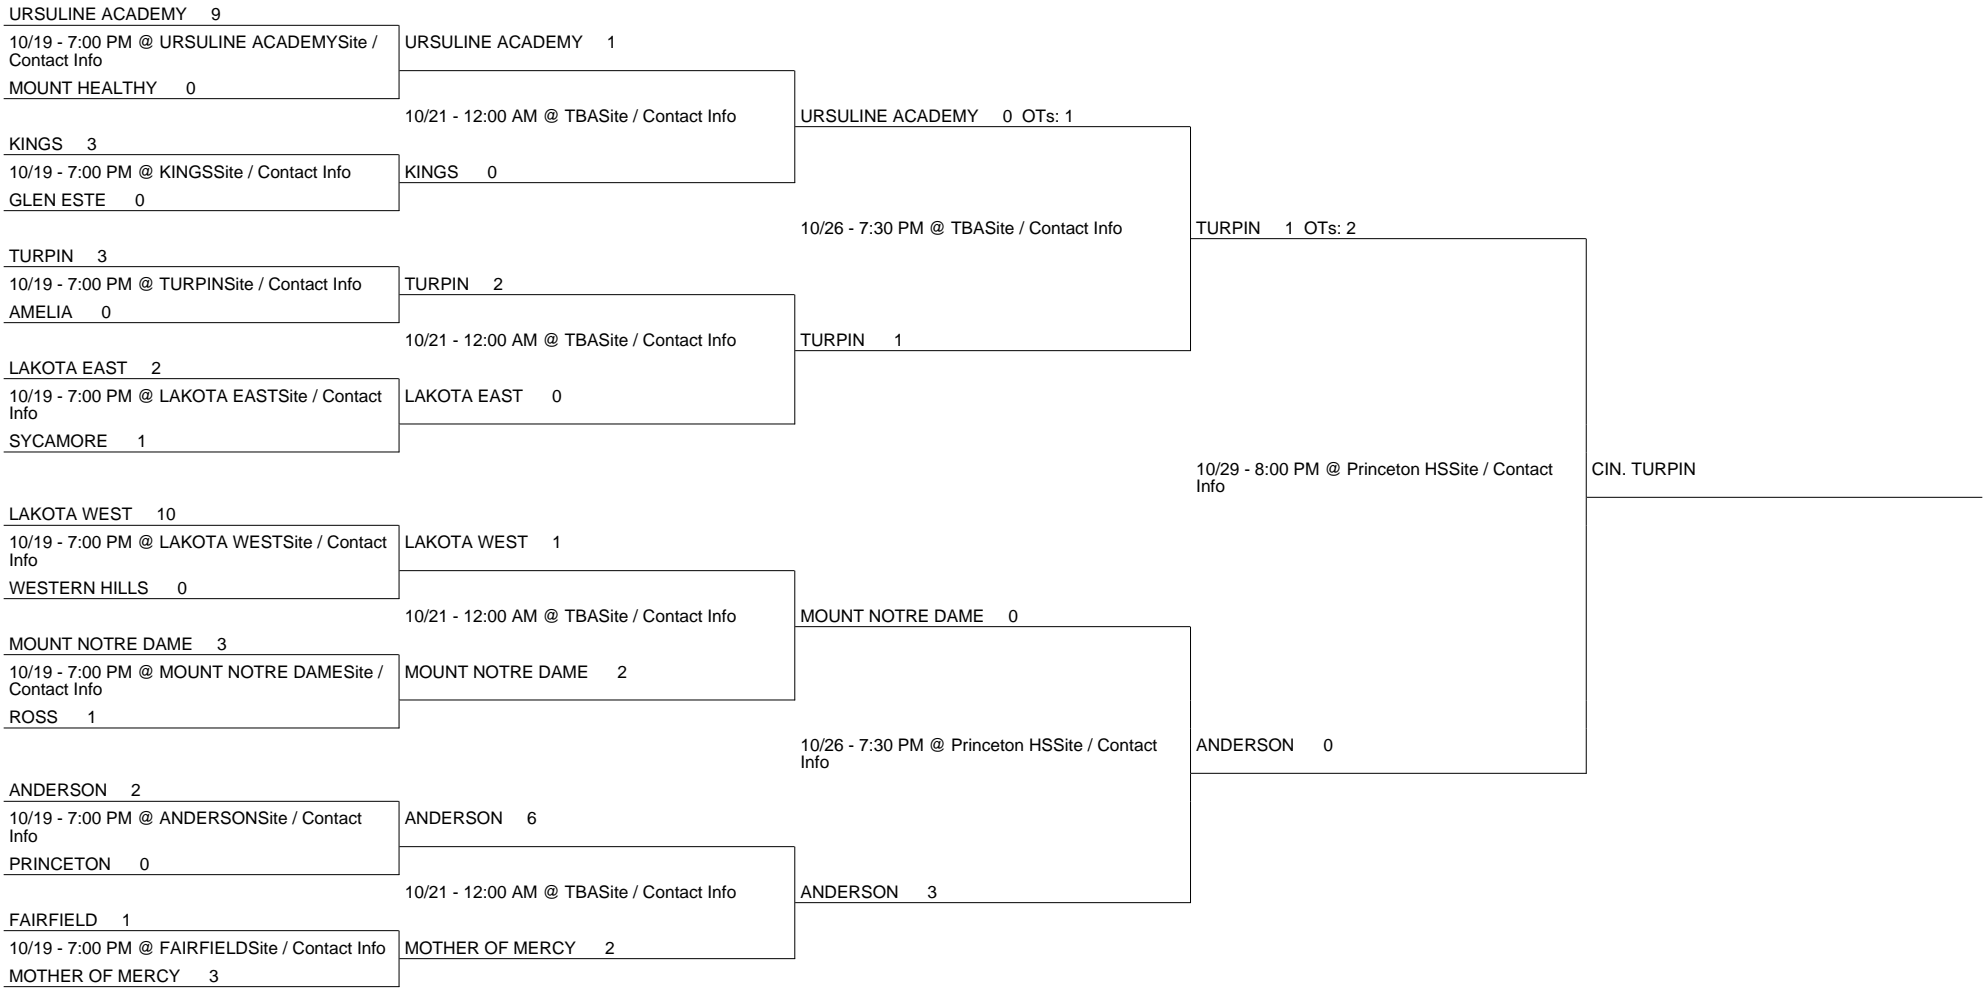 URSULINE ACADEMY 9
10/19 - 7:00 PM @ URSULINE ACADEMYSite /
Contact Info
MOUNT HEALTHY 0
KINGS 3
10/19 - 7:00 PM @ KINGSSite / Contact Info
GLEN ESTE 0
TURPIN 3
10/19 - 7:00 PM @ TURPINSite / Contact Info
AMELIA 0
LAKOTA EAST 2
10/19 - 7:00 PM @ LAKOTA EASTSite / Contact
Info
SYCAMORE 1
LAKOTA WEST 10
10/19 - 7:00 PM @ LAKOTA WESTSite / Contact
Info
WESTERN HILLS 0
MOUNT NOTRE DAME 3
10/19 - 7:00 PM @ MOUNT NOTRE DAMESite /
Contact Info
ROSS 1
ANDERSON 2
10/19 - 7:00 PM @ ANDERSONSite / Contact
Info
PRINCETON 0
FAIRFIELD 1
10/19 - 7:00 PM @ FAIRFIELDSite / Contact Info
MOTHER OF MERCY 3
URSULINE ACADEMY 1
10/21 - 12:00 AM @ TBASite / Contact Info
KINGS 0
TURPIN 2
10/21 - 12:00 AM @ TBASite / Contact Info
LAKOTA EAST 0
LAKOTA WEST 1
10/21 - 12:00 AM @ TBASite / Contact Info
MOUNT NOTRE DAME 2
ANDERSON 6
10/21 - 12:00 AM @ TBASite / Contact Info
MOTHER OF MERCY 2
URSULINE ACADEMY 0 OTs: 1
10/26 - 7:30 PM @ TBASite / Contact Info
TURPIN 1
MOUNT NOTRE DAME 0
10/26 - 7:30 PM @ Princeton HSSite / Contact
Info
ANDERSON 3
TURPIN 1 OTs: 2
10/29 - 8:00 PM @ Princeton HSSite / Contact
Info
ANDERSON 0
CIN. TURPIN